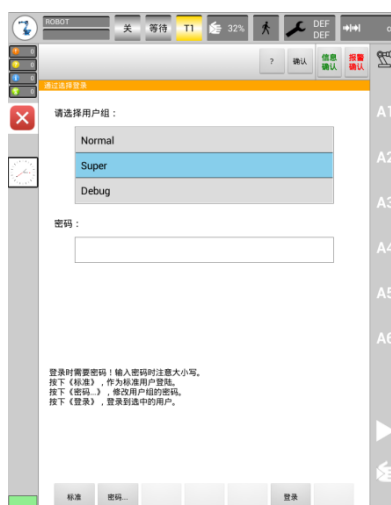 ROBOT
关
等待
T1
32%
DEF
DEF
0
0
0
0
?
确认
信息
确认
报警
确认
通过选择登录
请选择用户组：
Normal
Super
Debug
密码：
A1
A2
A3
A4
A5
A6
登录时需要密码！输入密码时注意大小写。
按下《标准》，作为标准用户登陆。
按下《密码...》，修改用户组的密码。
按下《登录》，登录到选中的用户。
标准
密码...
登录